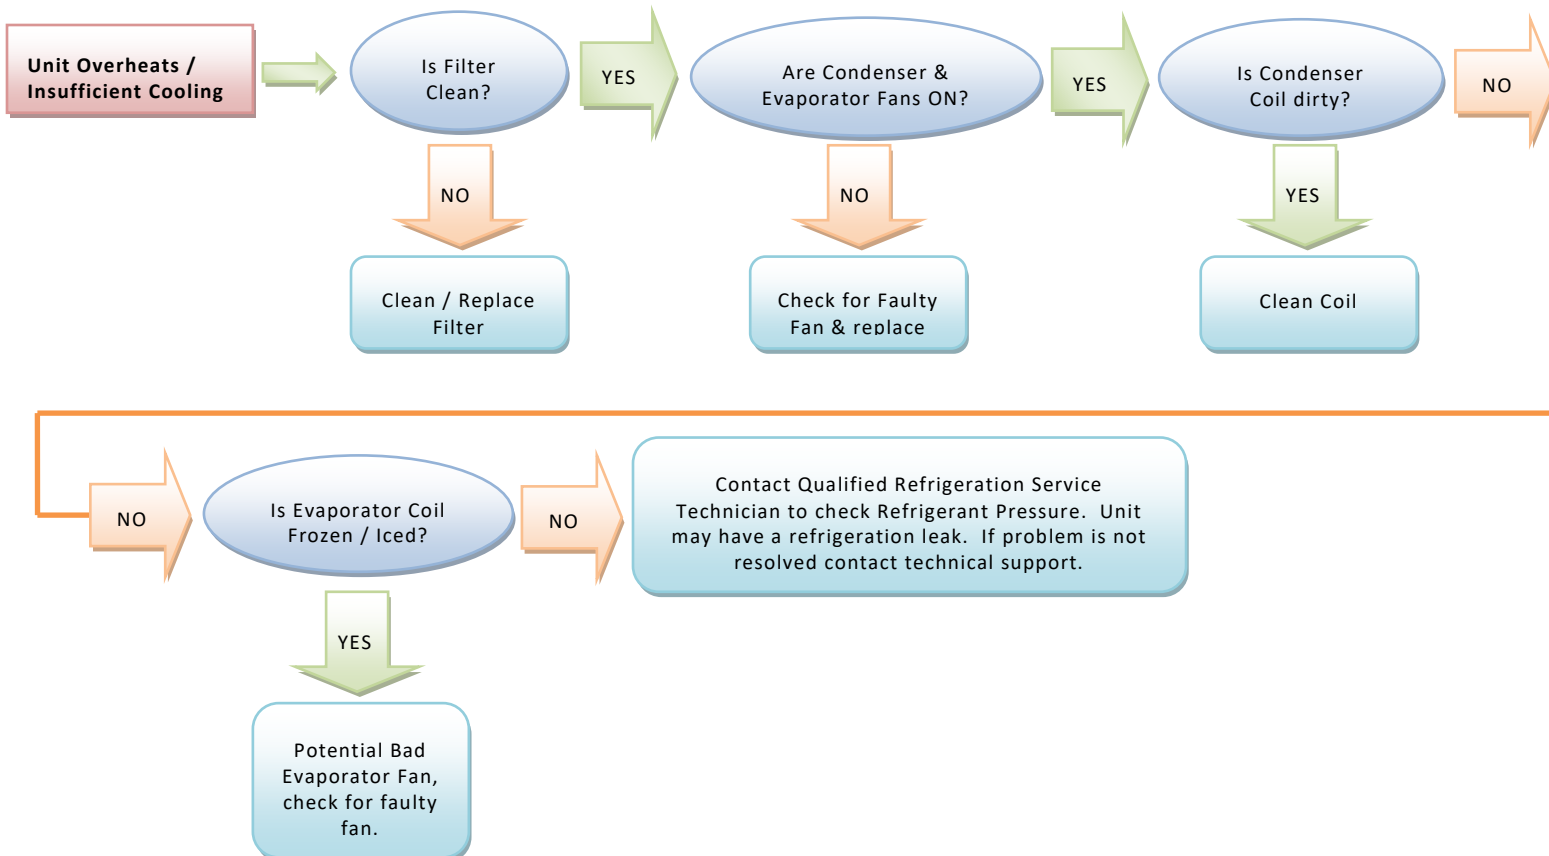 Unit Overheats /
Insufficient Cooling
Is Filter
Clean?
YES
Are Condenser &
Evaporator Fans ON?
YES
Is Condenser
Coil dirty?
NO
NO
NO
YES
Clean / Replace
Filter
Check for Faulty
Fan & replace
Clean Coil
NO
Is Evaporator Coil
Frozen / Iced?
NO
Contact Qualified Refrigeration Service
Technician to check Refrigerant Pressure. Unit
may have a refrigeration leak. If problem is not
resolved contact technical support.
YES
Potential Bad
Evaporator Fan,
check for faulty
fan.